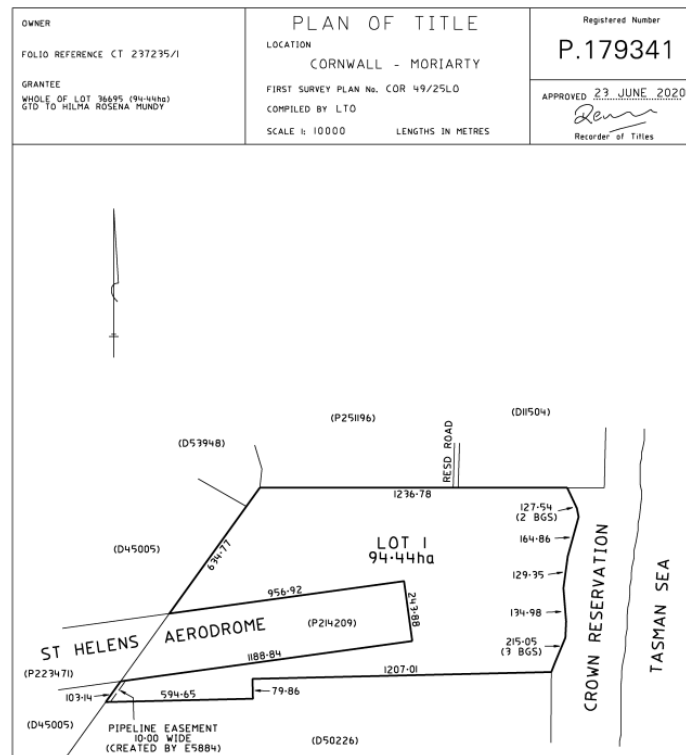 OWNER
FOLIO REFERENCE CT 237235/1
GRANTEE
WHOLE OF LOT 36695 (94·44ha)
GTD TO HILMA ROSENA MUNDY
PLAN OF TITLE
LOCATION
CORNWALL - MORIARTY
FIRST SURVEY PLAN No. COR 49/25LO
COMPILED BY LTO
SCALE 1: 10000 LENGTHS IN METRES
Registered Number
P.179341
APPROVED 23 JUNE 2020
Recorder of Titles
(P251196)
(D11504)
(D53948)
RESD ROAD
1236·78
127·54
(2 BGS)
164·86
LOT 1
94·44ha
634·77
(D45005)
129·35
956·92
243·88
134·98
ST HELENS AERODROME
(P214209)
215·05
(3 BGS)
CROWN RESERVATION
TASMAN SEA
1188·84
(P223471)
1207·01
103·14
594·65
79·86
(D45005)
PIPELINE EASEMENT
10·00 WIDE
(CREATED BY E5884)
(D50226)